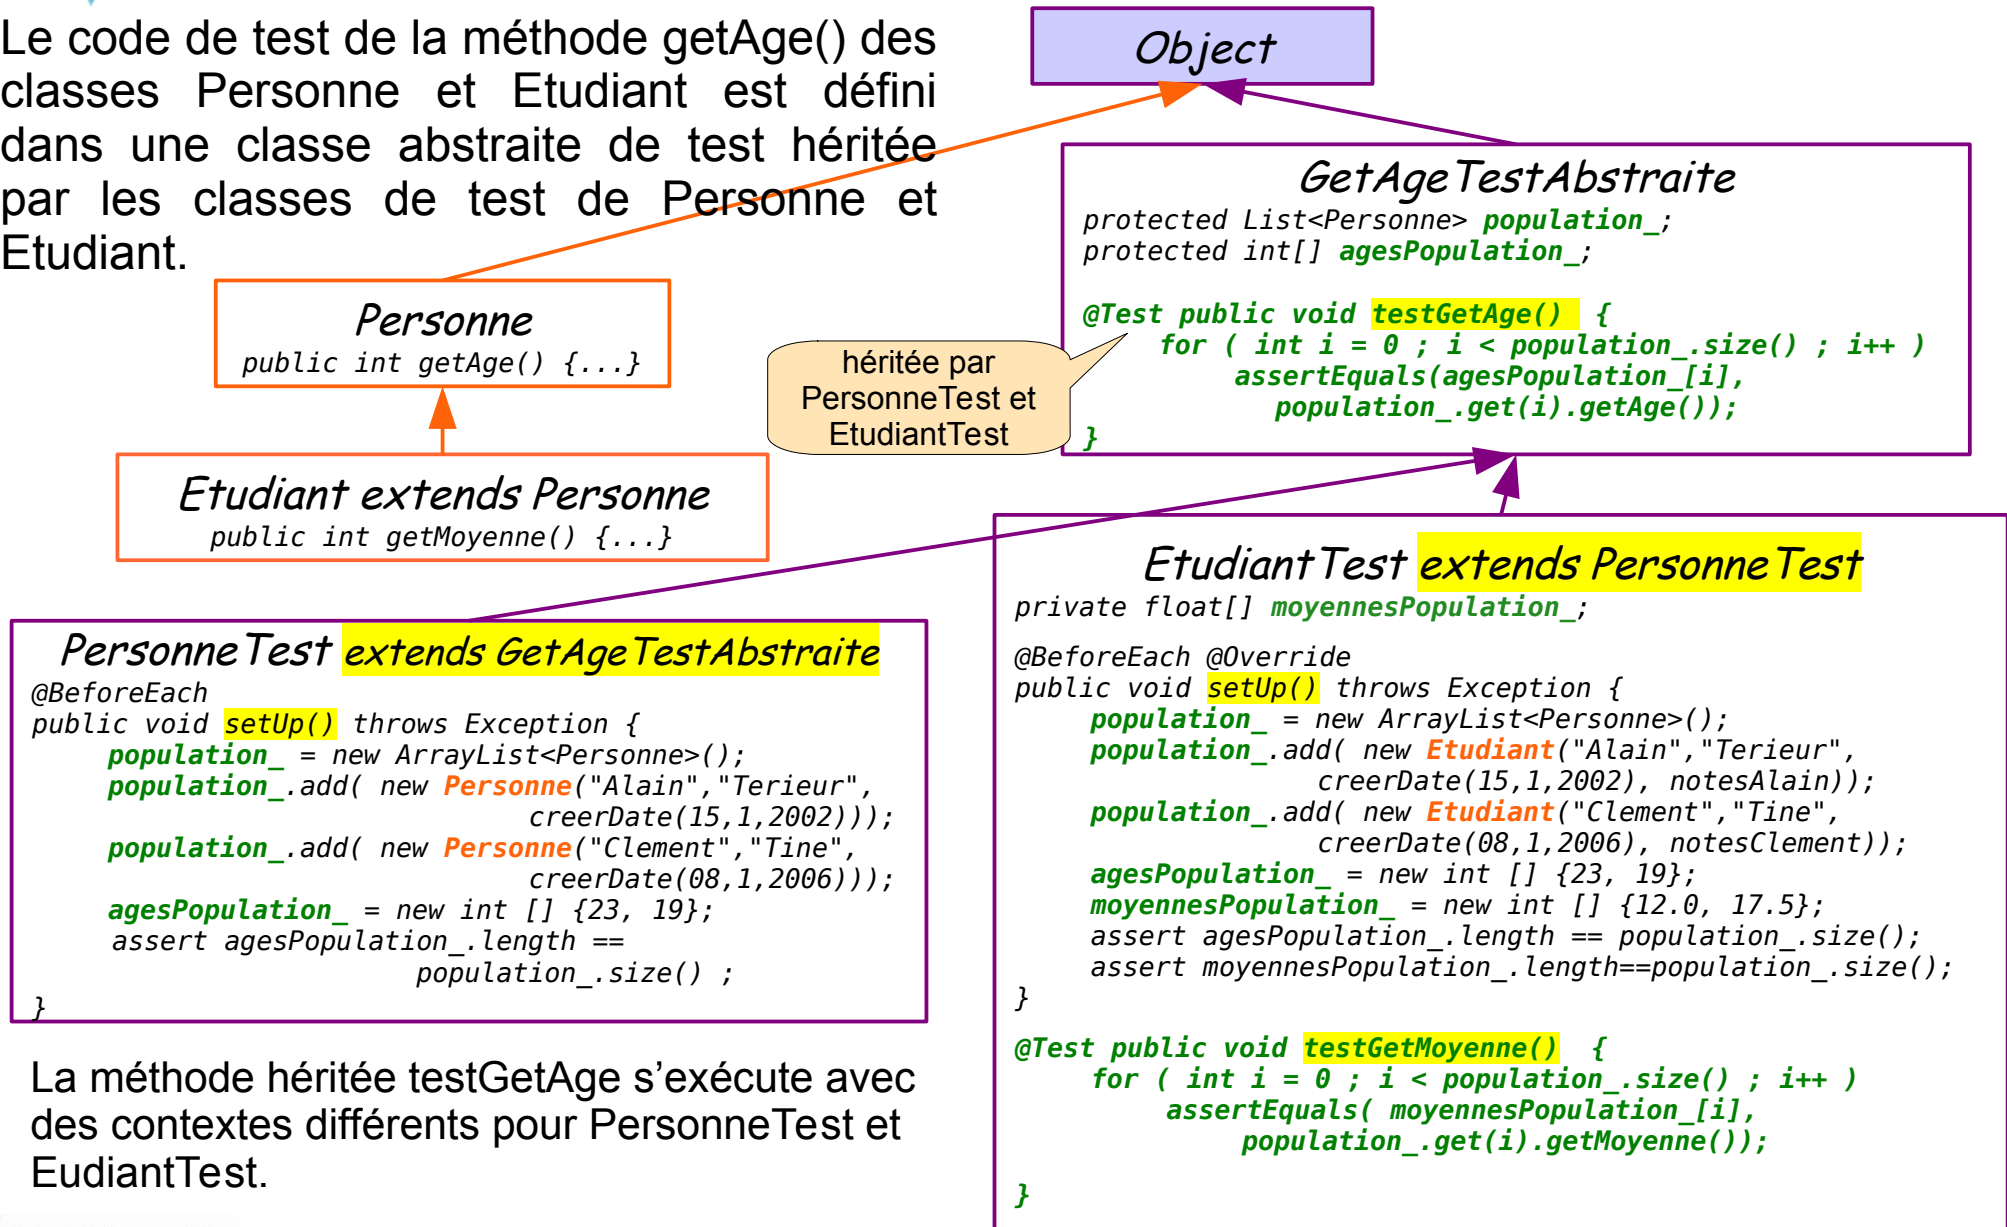 Le code de test de la méthode getAge() des
classes Personne et Etudiant est défini
dans une classe abstraite de test héritée
par les classes de test de Personne et
Etudiant.
Object
Personne
public int getAge() {...}
Etudiant extends Personne
public int getMoyenne() {...}
GetAgeTestAbstraite
protected List<Personne> population_;
protected int[] agesPopulation_;
@Test public void testGetAge() {
for ( int i = 0 ; i < population_.size() ; i++ )
assertEquals(agesPopulation_[i],
population_.get(i).getAge());
}
héritée par
PersonneTest et
EtudiantTest
PersonneTest extends GetAgeTestAbstraite
@BeforeEach
public void setUp() throws Exception {
population_ = new ArrayList<Personne>();
population_.add( new Personne("Alain","Terieur",
creerDate(15,1,2002)));
population_.add( new Personne("Clement","Tine",
creerDate(08,1,2006)));
agesPopulation_ = new int [] {23, 19};
assert agesPopulation_.length ==
population_.size() ;
}
La méthode héritée testGetAge s’exécute avec
des contextes différents pour PersonneTest et
EudiantTest.
EtudiantTest extends PersonneTest
private float[] moyennesPopulation_;
@BeforeEach @Override
public void setUp() throws Exception {
population_ = new ArrayList<Personne>();
population_.add( new Etudiant("Alain","Terieur",
creerDate(15,1,2002), notesAlain));
population_.add( new Etudiant("Clement","Tine",
creerDate(08,1,2006), notesClement));
agesPopulation_ = new int [] {23, 19};
moyennesPopulation_ = new int [] {12.0, 17.5};
assert agesPopulation_.length == population_.size();
assert moyennesPopulation_.length==population_.size();
}
@Test public void testGetMoyenne() {
for ( int i = 0 ; i < population_.size() ; i++ )
assertEquals( moyennesPopulation_[i],
population_.get(i).getMoyenne());
}